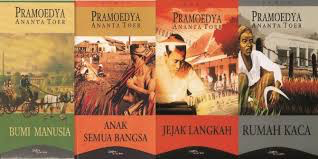 PRAMOEDYA
ANANTA TOER
BUMI MANUSIA
PRAMOEDYA
ANANTA TOER
ANAK
SEMUA BANGSA
PRAMOEDYA
ANANTA TOER
JEJAK LANGKAH
PRAMOEDYA
ANANTA TOER
RUMAH KACA